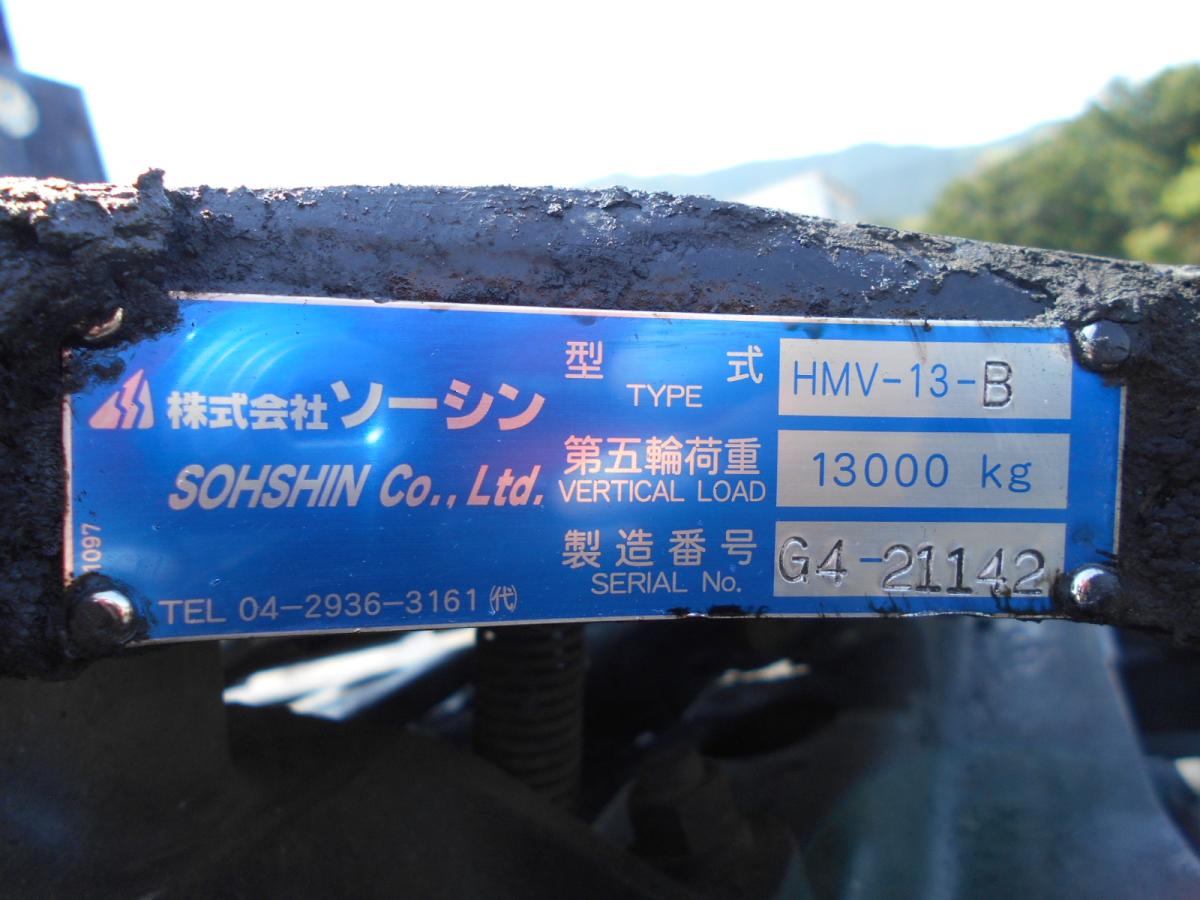 株式会社ソーシン
SOHSHIN Co., Ltd.
型 式
TYPE
HMV-13-B
第五輪荷重
VERTICAL LOAD
13000 kg
製造番号
SERIAL No.
G4-21142
TEL 04-2936-3161㈹
1097